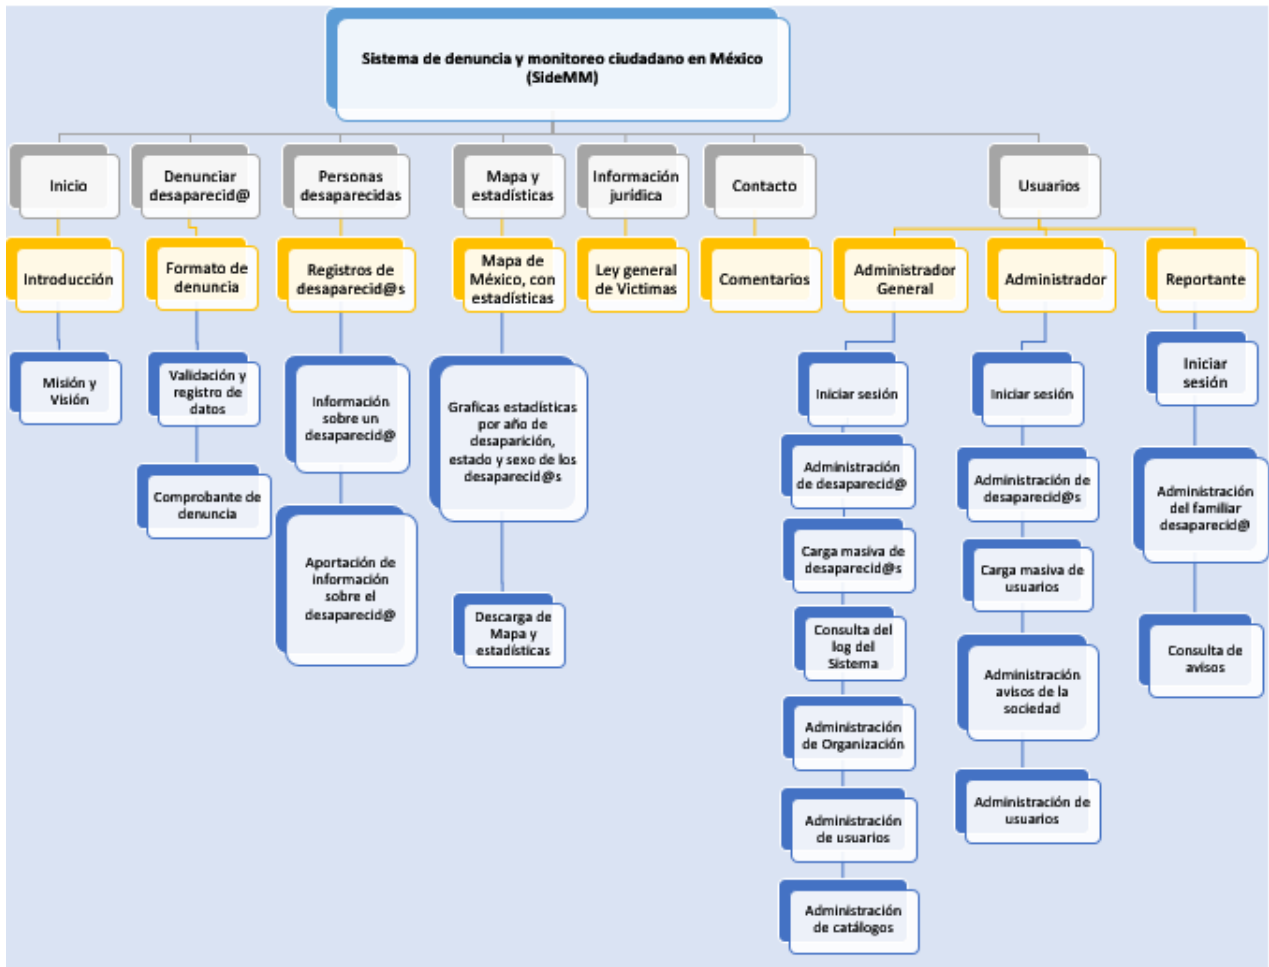 Sistema de denuncia y monitoreo ciudadano en México
(SideMM)
Inicio
Denunciar
desaparecid@
Personas
desaparecidas
Mapa y
estadísticas
Información
jurídica
Contacto
Usuarios
Introducción
Formato de
denuncia
Registros de
desaparecid@s
Mapa de
México, con
estadísticas
Ley general
de Victimas
Comentarios
Administrador
General
Administrador
Reportante
Misión y
Visión
Validación y
registro de
datos
Comprobante de
denuncia
Información
sobre un
desaparecid@
Aportación de
información
sobre el
desaparecid@
Graficas estadísticas
por año de
desaparición,
estado y sexo de los
desaparecid@s
Descarga de
Mapa y
estadísticas
Iniciar sesión
Administración
de desaparecid@
Carga masiva de
desaparecid@s
Consulta del
log del
Sistema
Administración
de Organización
Administración
de usuarios
Administración
de catálogos
Iniciar sesión
Administración de
desaparecid@s
Carga masiva de
usuarios
Administración
avisos de la
sociedad
Administración de
usuarios
Iniciar
sesión
Administración
del familiar
desaparecid@
Consulta de
avisos